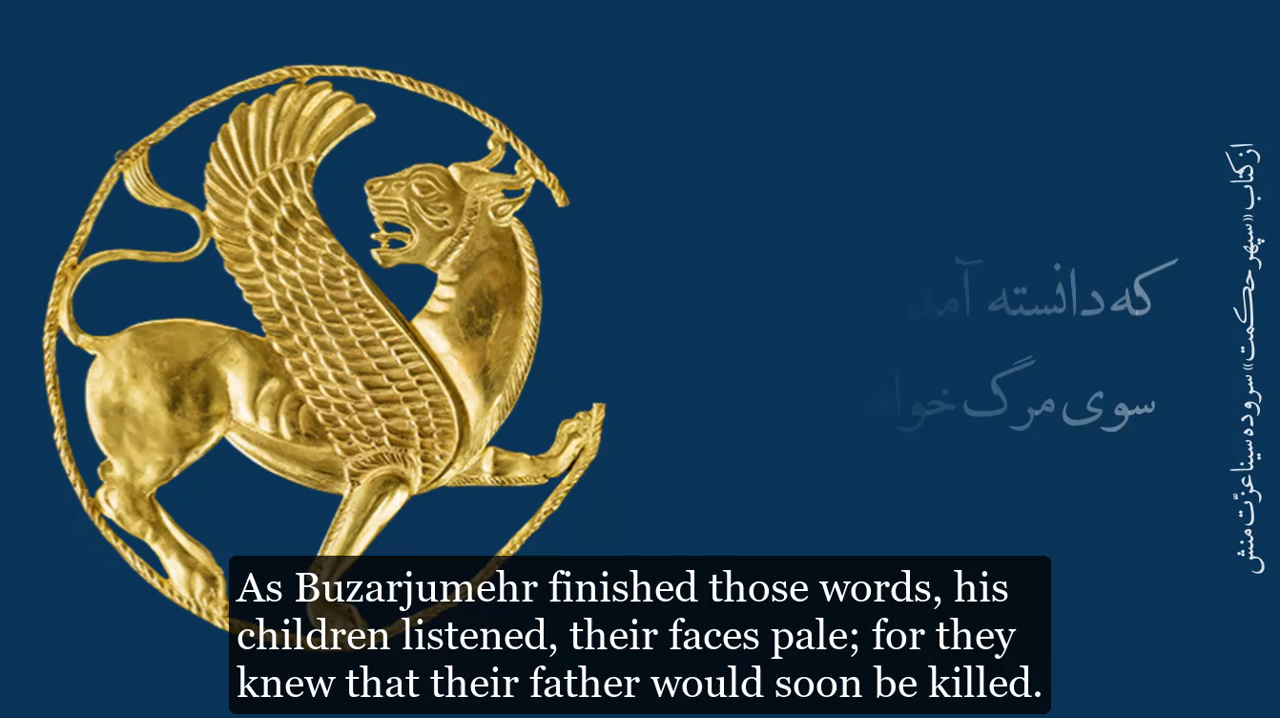 که دانسته آمد
سوی مرگ
از کتاب «سپهر حکمت» سروده سینا عزّت‌منش
As Buzarjumehr finished those words, his
children listened, their faces pale; for they
knew that their father would soon be killed.